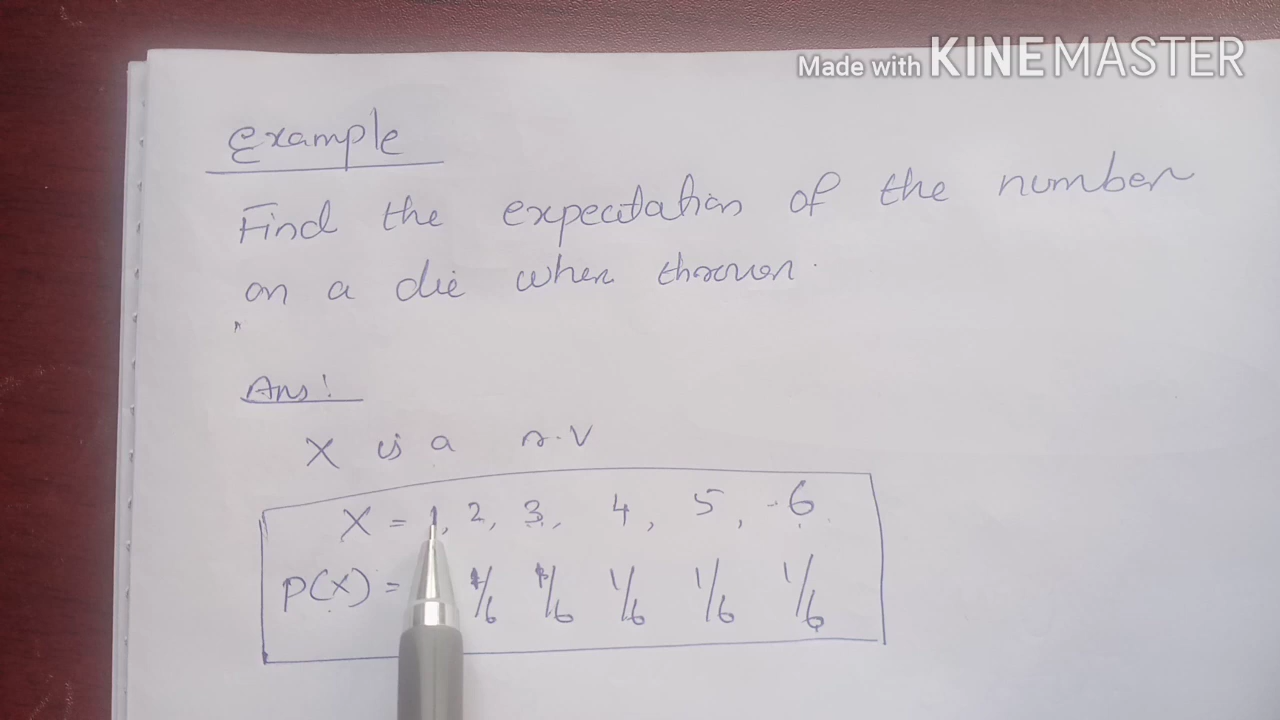 Made with KINEMASTER
Example
Find the expectation of the number
on a die when thrown.
Ans!
X is a r.v
X = 1, 2, 3, 4, 5, 6
P(X) = 1/6 1/6 1/6 1/6 1/6